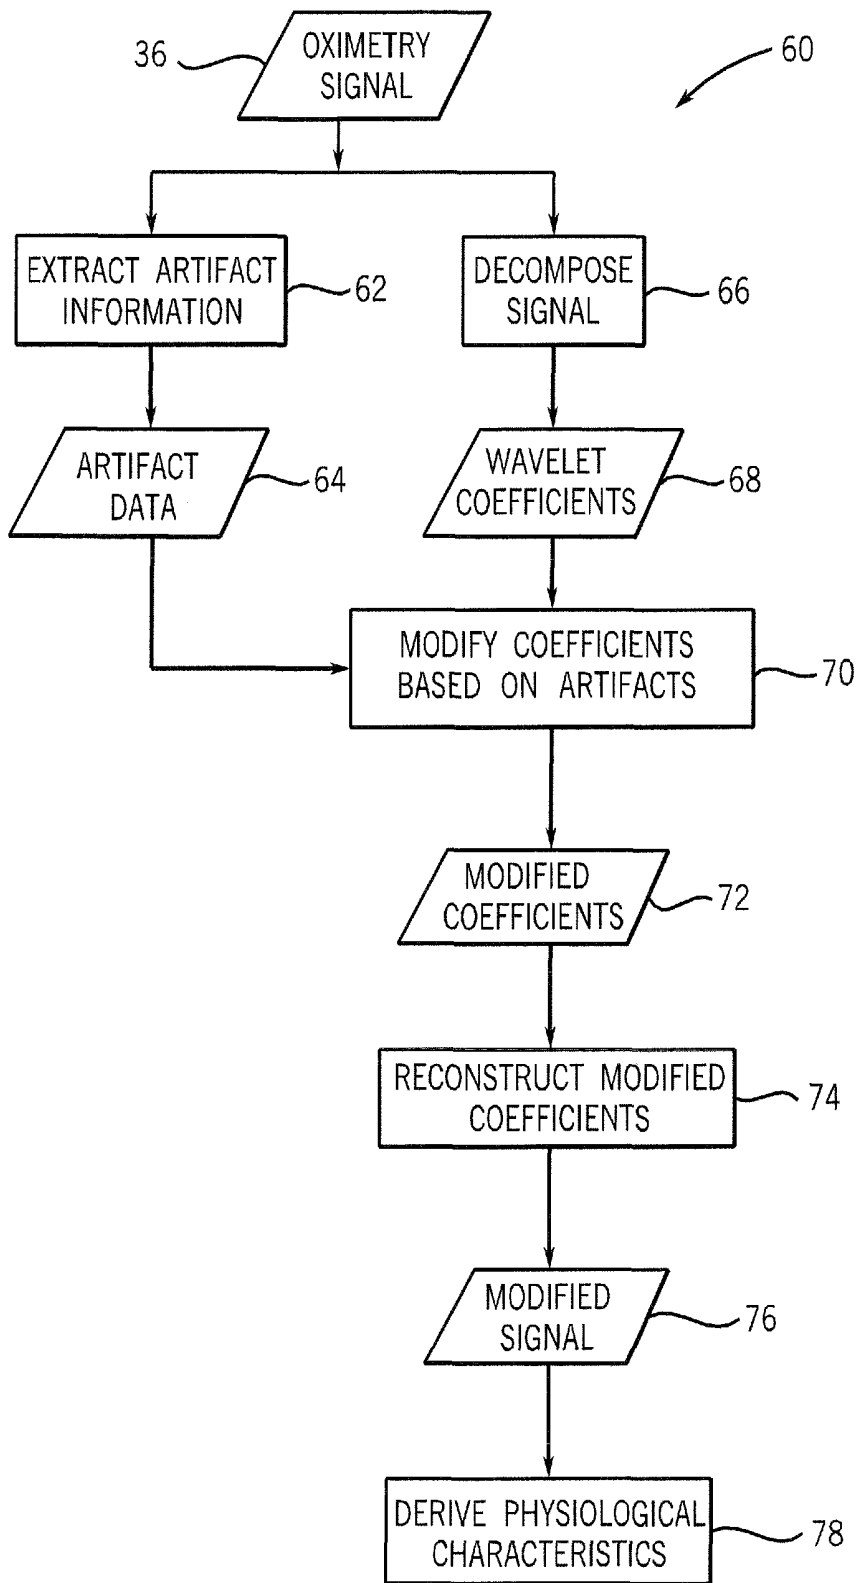 36
OXIMETRY
SIGNAL
60
EXTRACT ARTIFACT
INFORMATION
62
DECOMPOSE
SIGNAL
66
ARTIFACT
DATA
64
WAVELET
COEFFICIENTS
68
MODIFY COEFFICIENTS
BASED ON ARTIFACTS
70
MODIFIED
COEFFICIENTS
72
RECONSTRUCT MODIFIED
COEFFICIENTS
74
MODIFIED
SIGNAL
76
DERIVE PHYSIOLOGICAL
CHARACTERISTICS
78